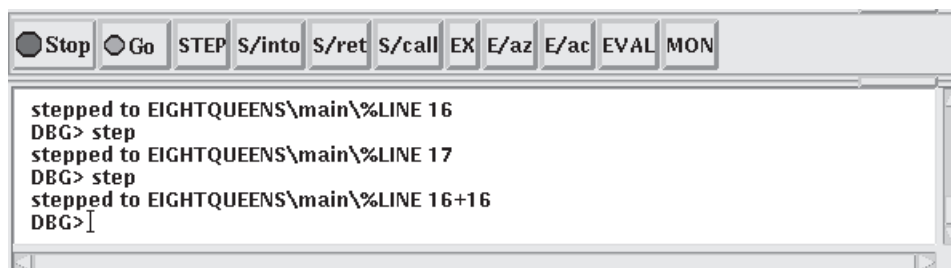 Stop Go STEP S/into S/ret S/call EX E/az E/ac EVAL MON
stepped to EIGHTQUEENS\main\%LINE 16
DBG> step
stepped to EIGHTQUEENS\main\%LINE 17
DBG> step
stepped to EIGHTQUEENS\main\%LINE 16+16
DBG>